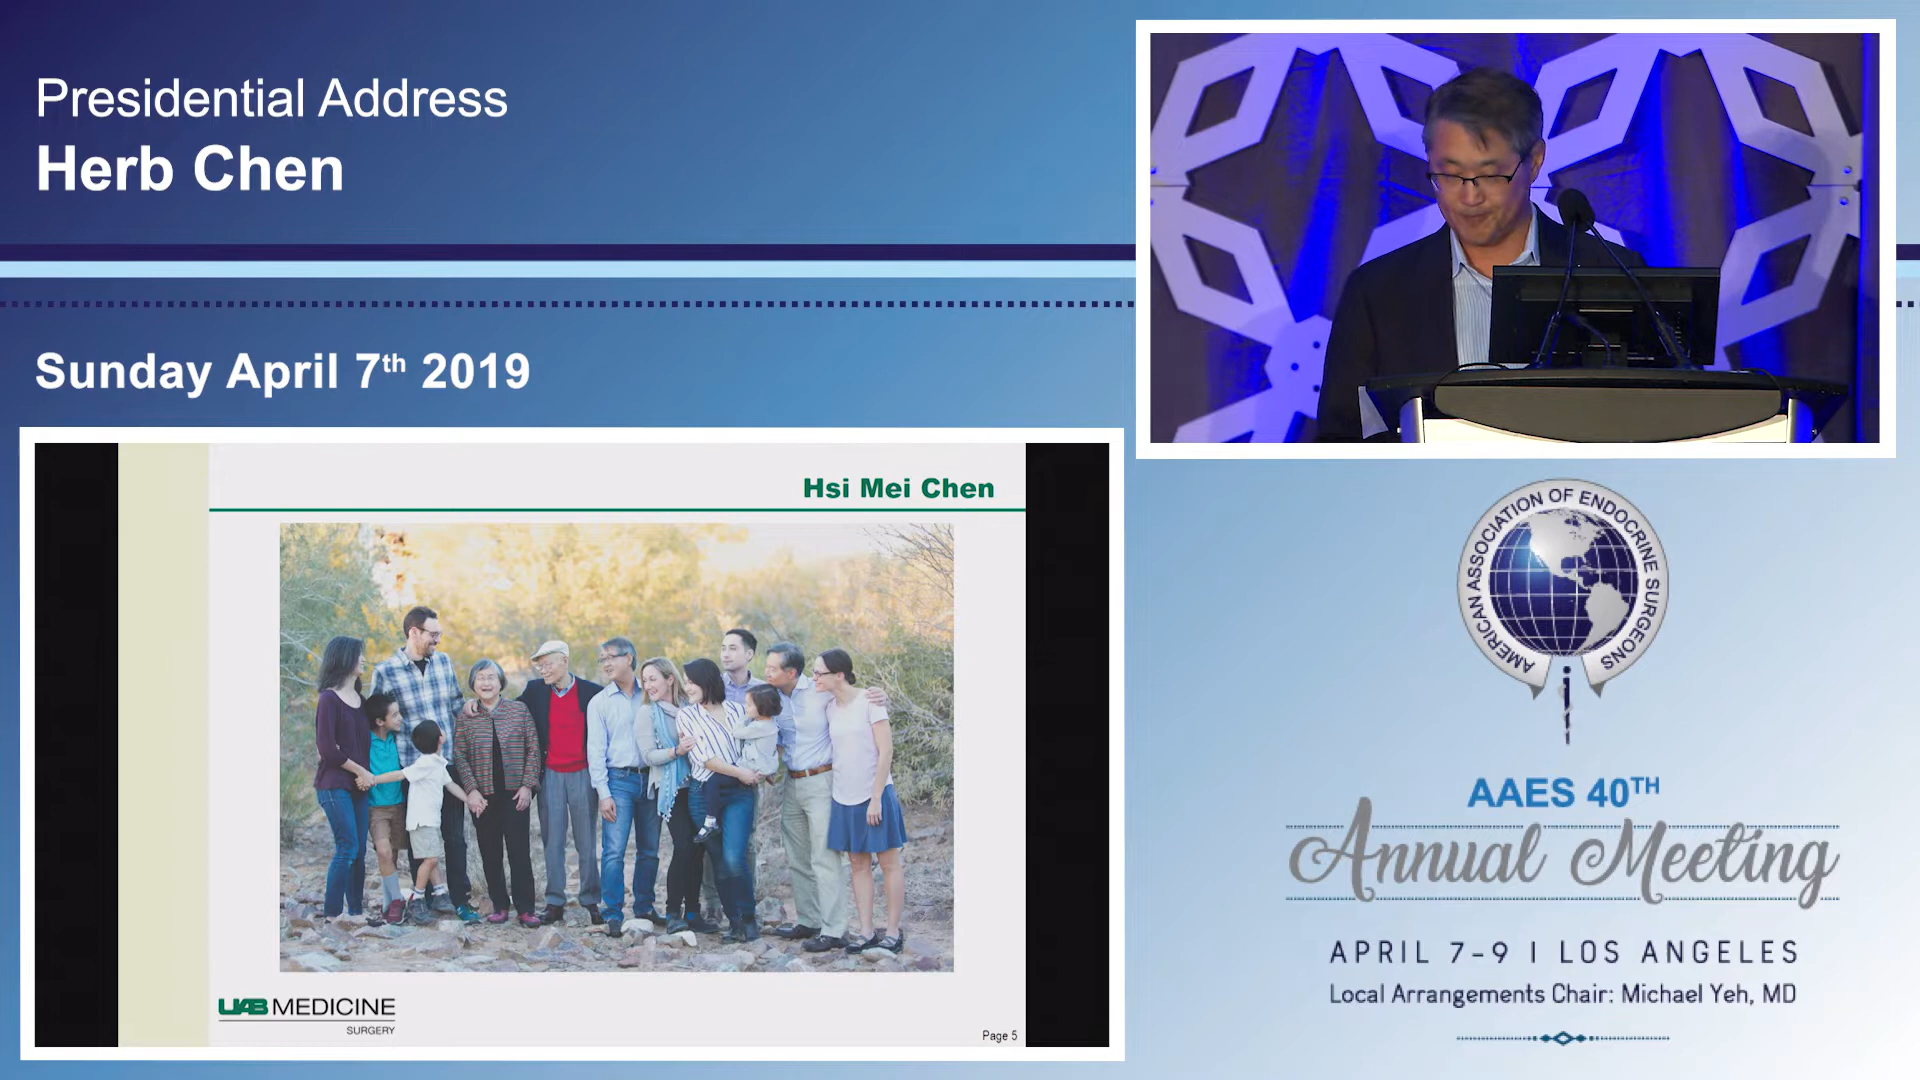 Presidential Address
Herb Chen
Sunday April 7th 2019
Hsi Mei Chen
UAB MEDICINE
SURGERY
Page 5
AMERICAN ASSOCIATION OF ENDOCRINE SURGEONS
AAES 40TH
Annual Meeting
APRIL 7-9 | LOS ANGELES
Local Arrangements Chair: Michael Yeh, MD